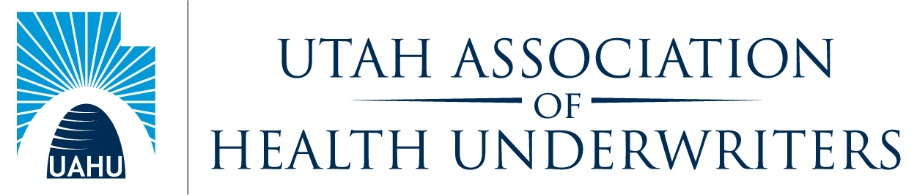 UAHU
UTAH ASSOCIATION
OF
HEALTH UNDERWRITERS